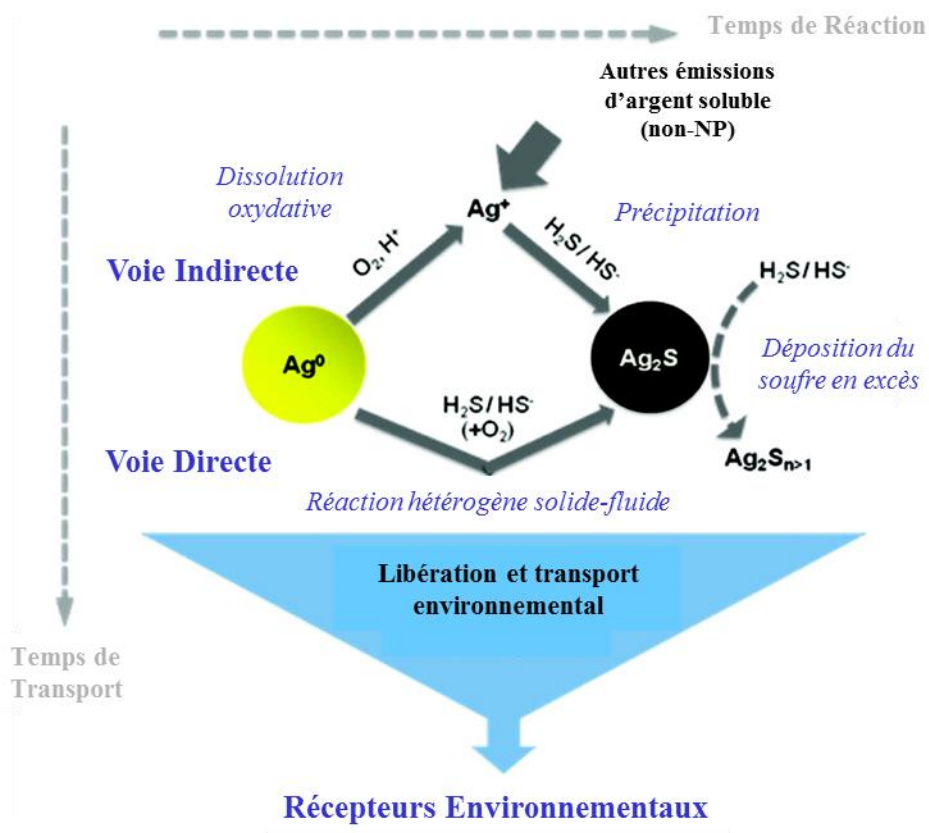 Temps de Réaction
Autres émissions
d’argent soluble
(non-NP)
Dissolution
oxydative
Ag⁺
Précipitation
Voie Indirecte
O₂, H⁺
H₂S/HS⁻
H₂S/HS⁻
Ag⁰
Ag₂S
Déposition du
soufre en excès
H₂S/HS⁻
(+O₂)
Voie Directe
Ag₂Sₙ>₁
Réaction hétérogène solide-fluide
Libération et transport
environnemental
Temps de
Transport
Récepteurs Environnementaux